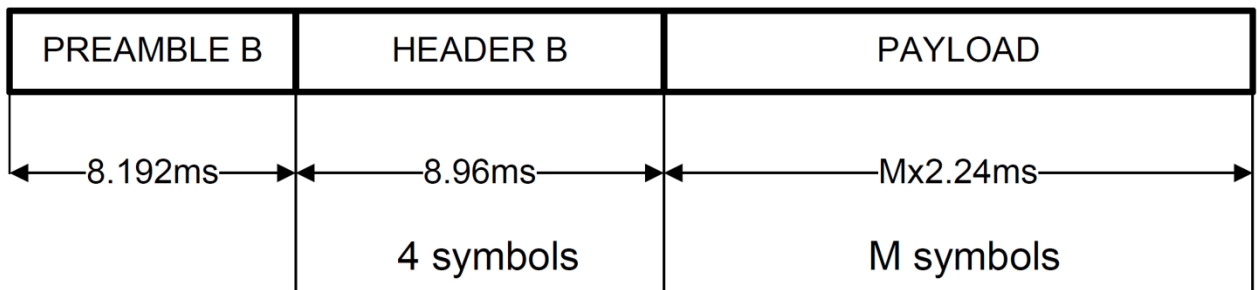 PREAMBLE B HEADER B PAYLOAD
8.192ms 8.96ms Mx2.24ms
4 symbols M symbols